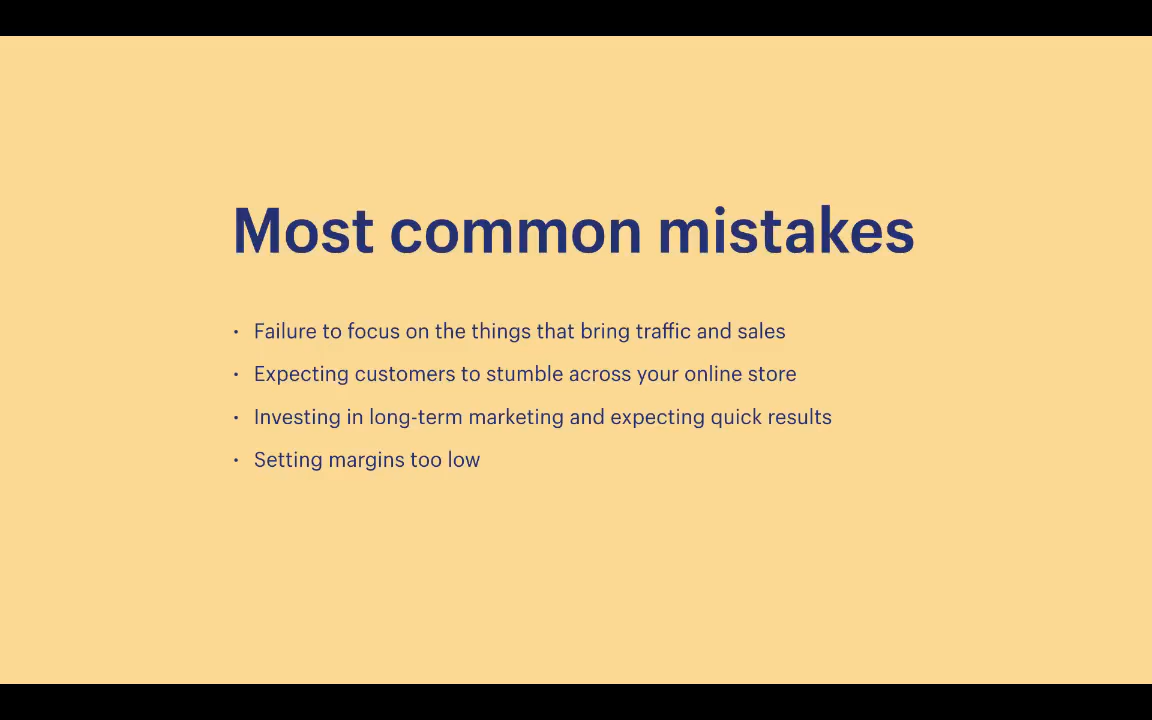 Most common mistakes
• Failure to focus on the things that bring traffic and sales
• Expecting customers to stumble across your online store
• Investing in long-term marketing and expecting quick results
• Setting margins too low